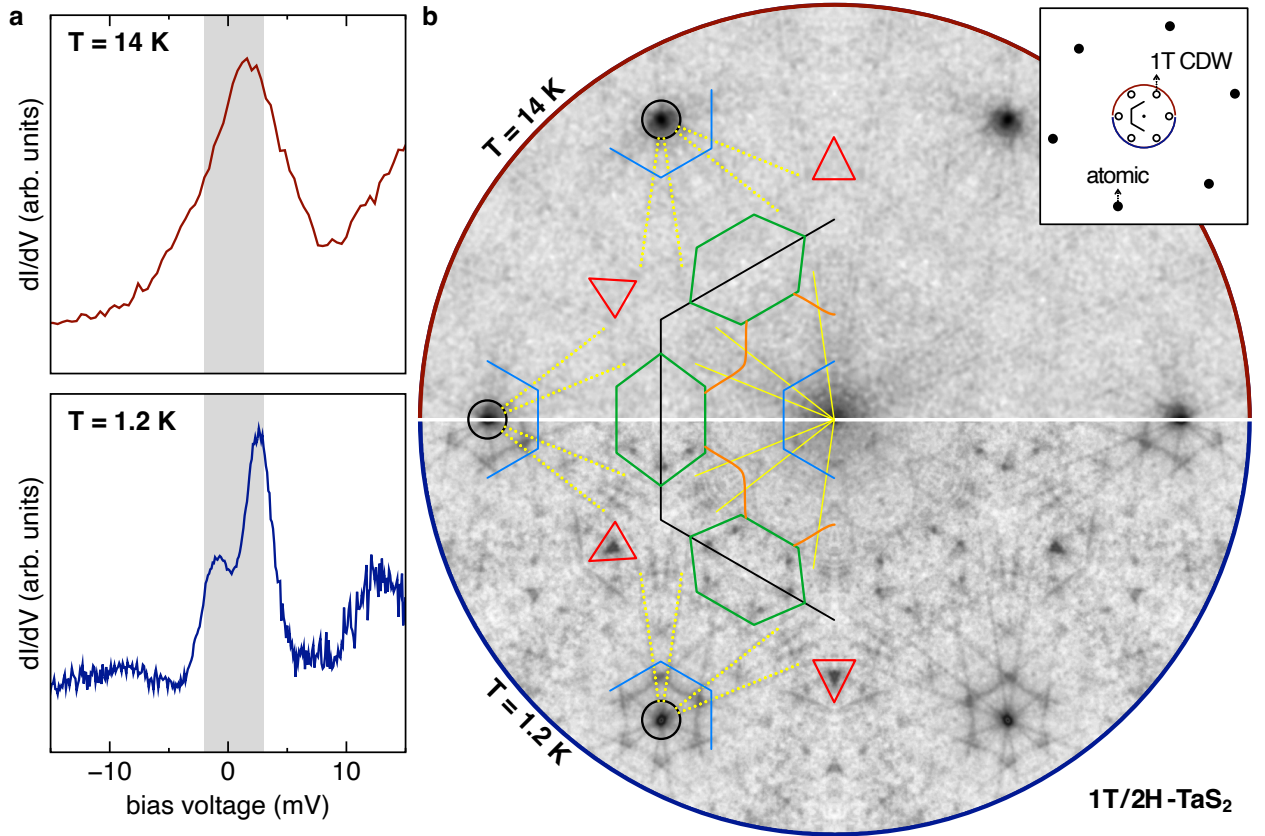 a
T = 14 K
dI/dV (arb. units)
T = 1.2 K
dI/dV (arb. units)
−10
0
10
bias voltage (mV)
b
T = 14 K
1T CDW
atomic
T = 1.2 K
1T/2H-TaS₂